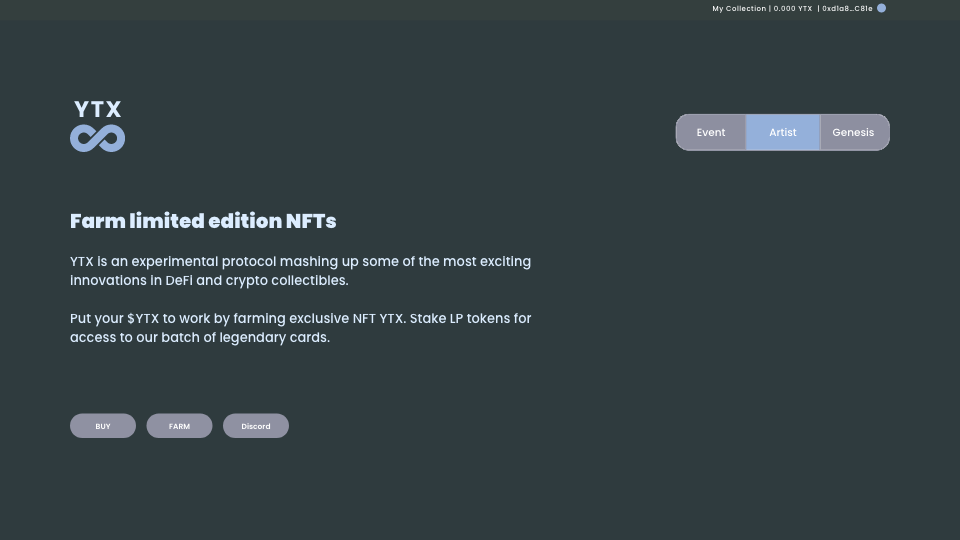 My Collection | 0.000 YTX | 0xd1a8...C81e
YTX
Event Artist Genesis
Farm limited edition NFTs
YTX is an experimental protocol mashing up some of the most exciting
innovations in DeFi and crypto collectibles.
Put your $YTX to work by farming exclusive NFT YTX. Stake LP tokens for
access to our batch of legendary cards.
BUY FARM Discord